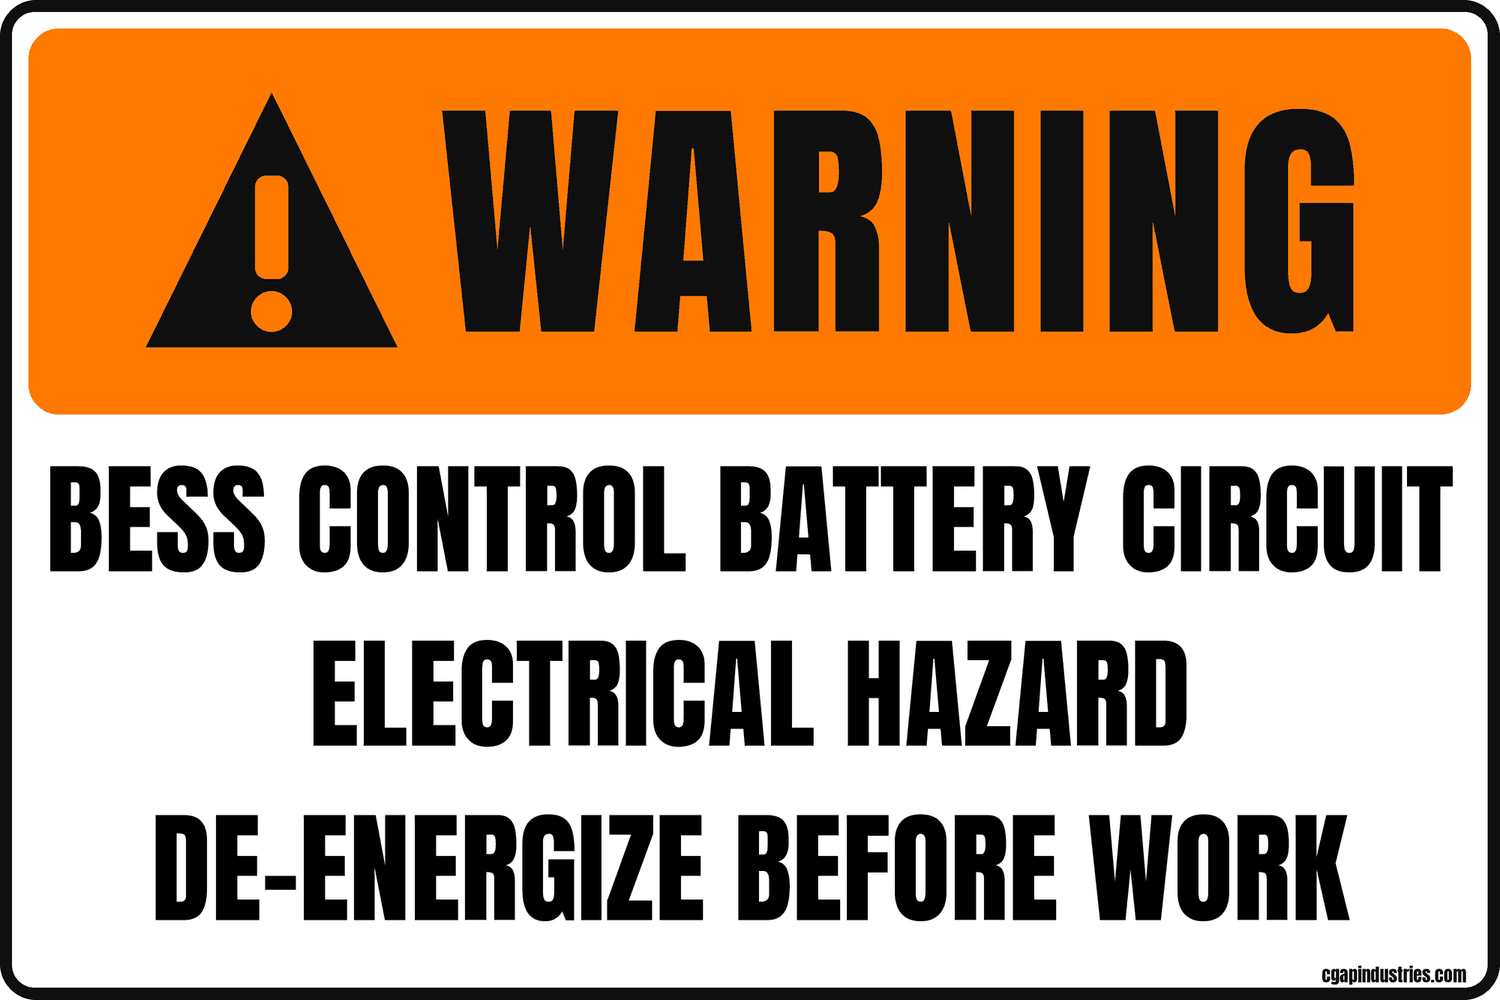 WARNING
BESS CONTROL BATTERY CIRCUIT
ELECTRICAL HAZARD
DE-ENERGIZE BEFORE WORK
cgapindustries.com